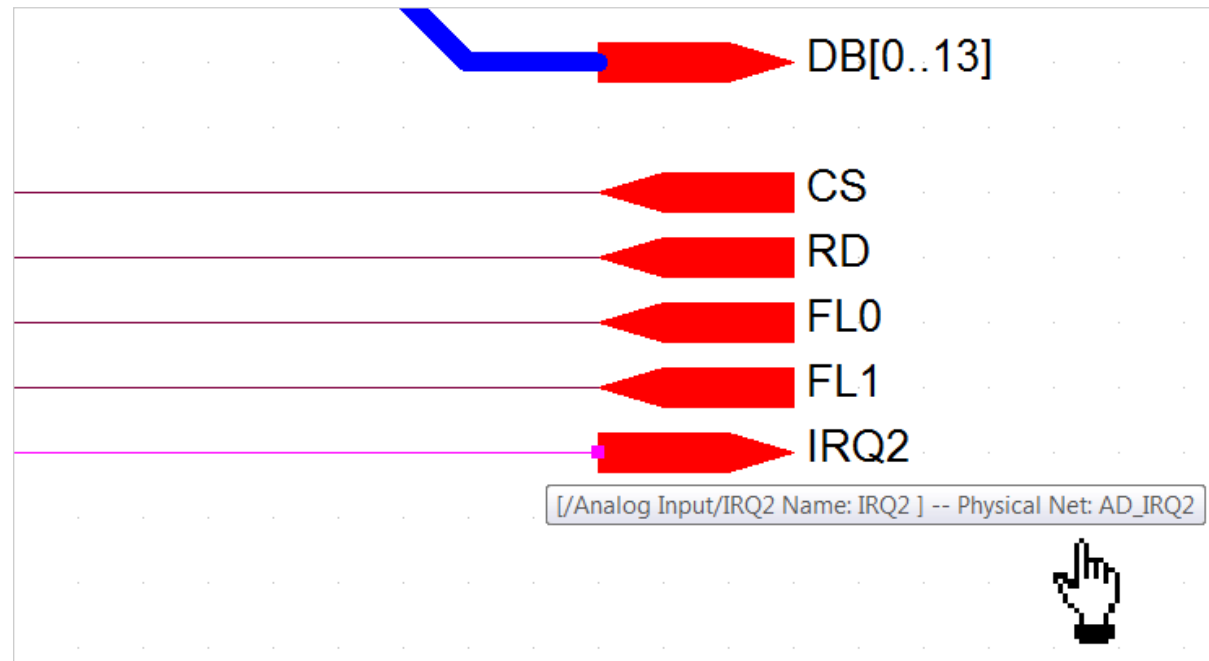 DB[0..13]
CS
RD
FL0
FL1
IRQ2
[/Analog Input/IRQ2 Name: IRQ2 ] -- Physical Net: AD_IRQ2